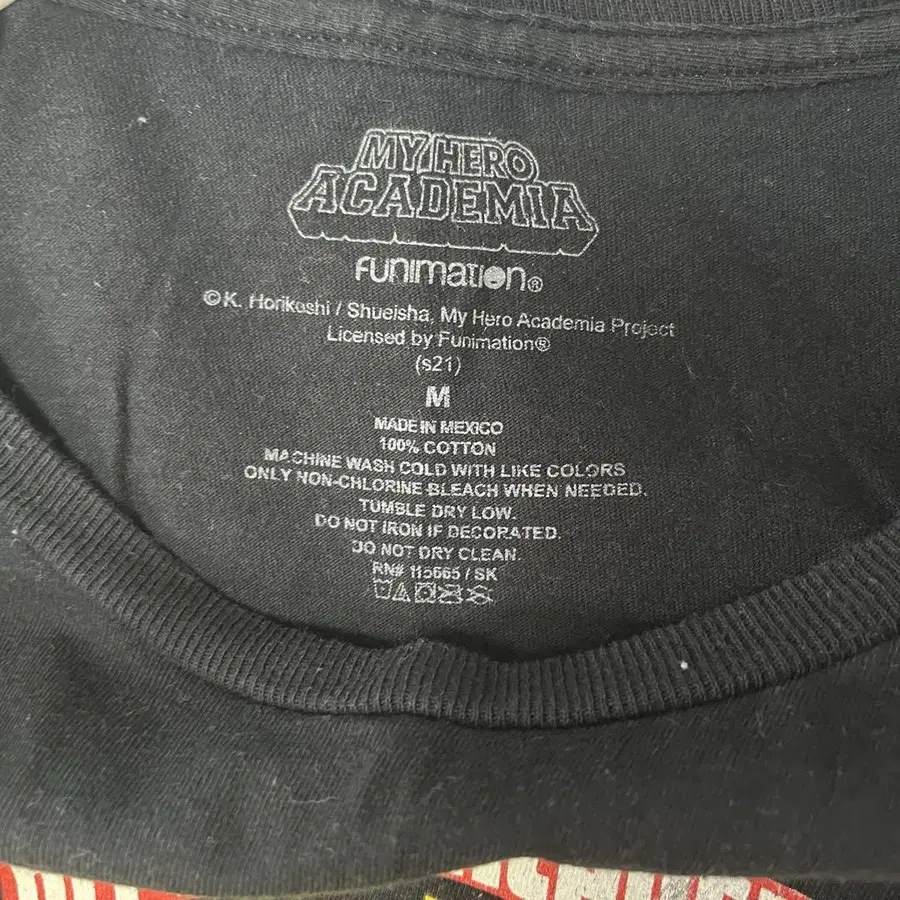 MY HERO
ACADEMIA
FUNIMATION®
©K. Horikoshi / Shueisha, My Hero Academia Project
Licensed by Funimation®
(s21)
M
MADE IN MEXICO
100% COTTON
MACHINE WASH COLD WITH LIKE COLORS
ONLY NON-CHLORINE BLEACH WHEN NEEDED.
TUMBLE DRY LOW.
DO NOT IRON IF DECORATED.
DO NOT DRY CLEAN.
RN# 115665 / SK